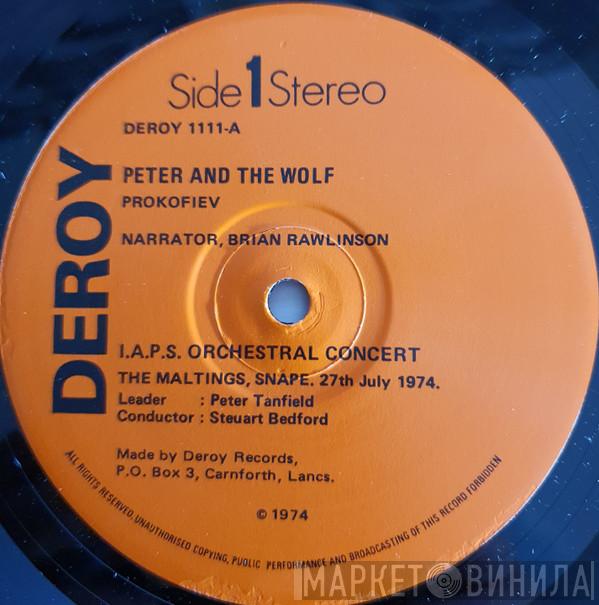 Side 1 Stereo
DEROY 1111-A
DEROY
PETER AND THE WOLF
PROKOFIEV
NARRATOR, BRIAN RAWLINSON
I.A.P.S. ORCHESTRAL CONCERT
THE MALTINGS, SNAPE. 27th July 1974.
Leader : Peter Tanfield
Conductor : Steuart Bedford
Made by Deroy Records,
P.O. Box 3, Carnforth, Lancs.
ALL RIGHTS RESERVED, UNAUTHORISED COPYING, PUBLIC PERFORMANCE AND BROADCASTING OF THIS RECORD FORBIDDEN
© 1974
МАРКЕТ ВИНИЛА